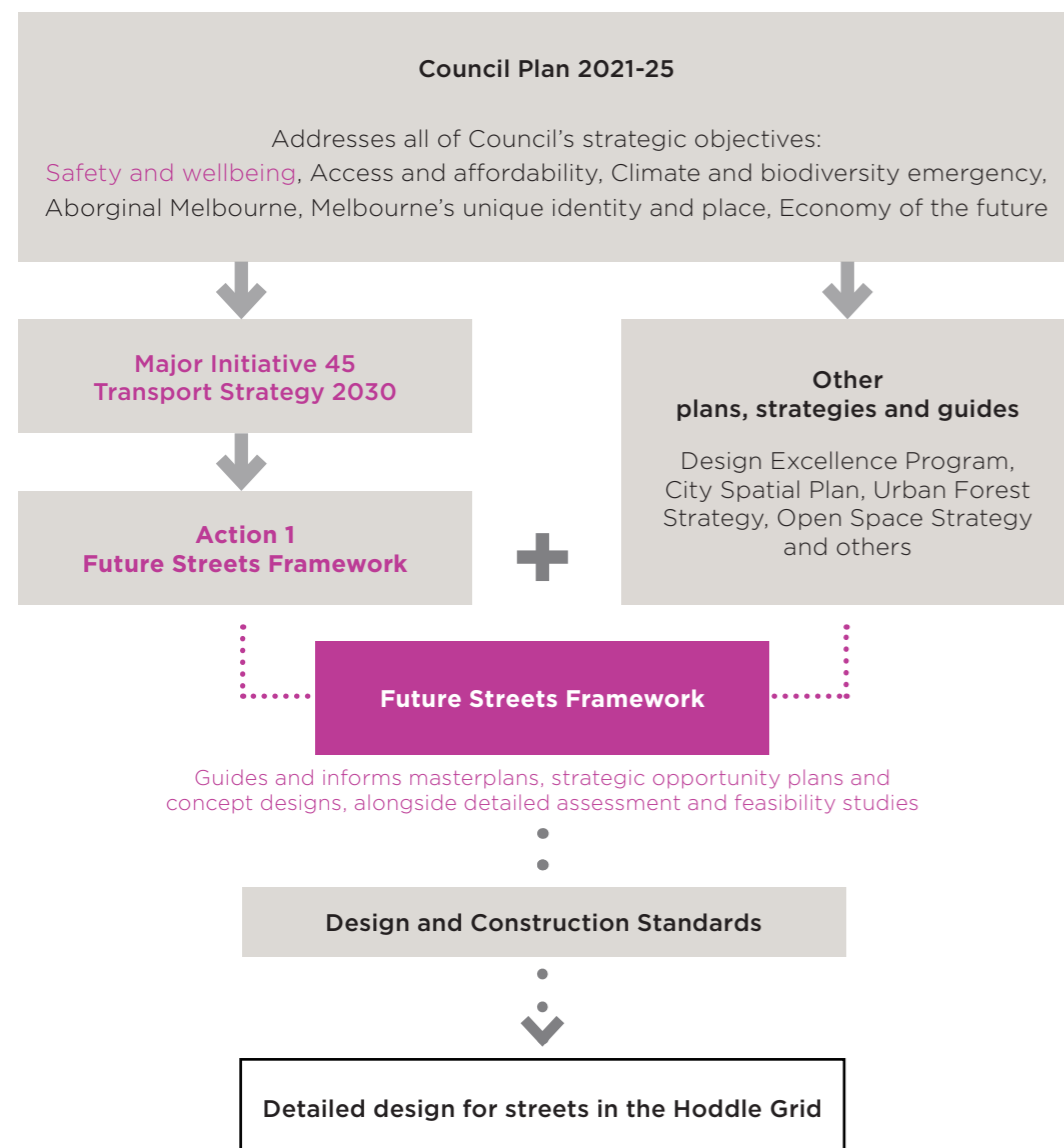 Council Plan 2021-25
Addresses all of Council's strategic objectives:
Safety and wellbeing, Access and affordability, Climate and biodiversity emergency,
Aboriginal Melbourne, Melbourne's unique identity and place, Economy of the future
Major Initiative 45
Transport Strategy 2030
Action 1
Future Streets Framework
+
Other
plans, strategies and guides
Design Excellence Program,
City Spatial Plan, Urban Forest
Strategy, Open Space Strategy
and others
Future Streets Framework
Guides and informs masterplans, strategic opportunity plans and
concept designs, alongside detailed assessment and feasibility studies
Design and Construction Standards
Detailed design for streets in the Hoddle Grid